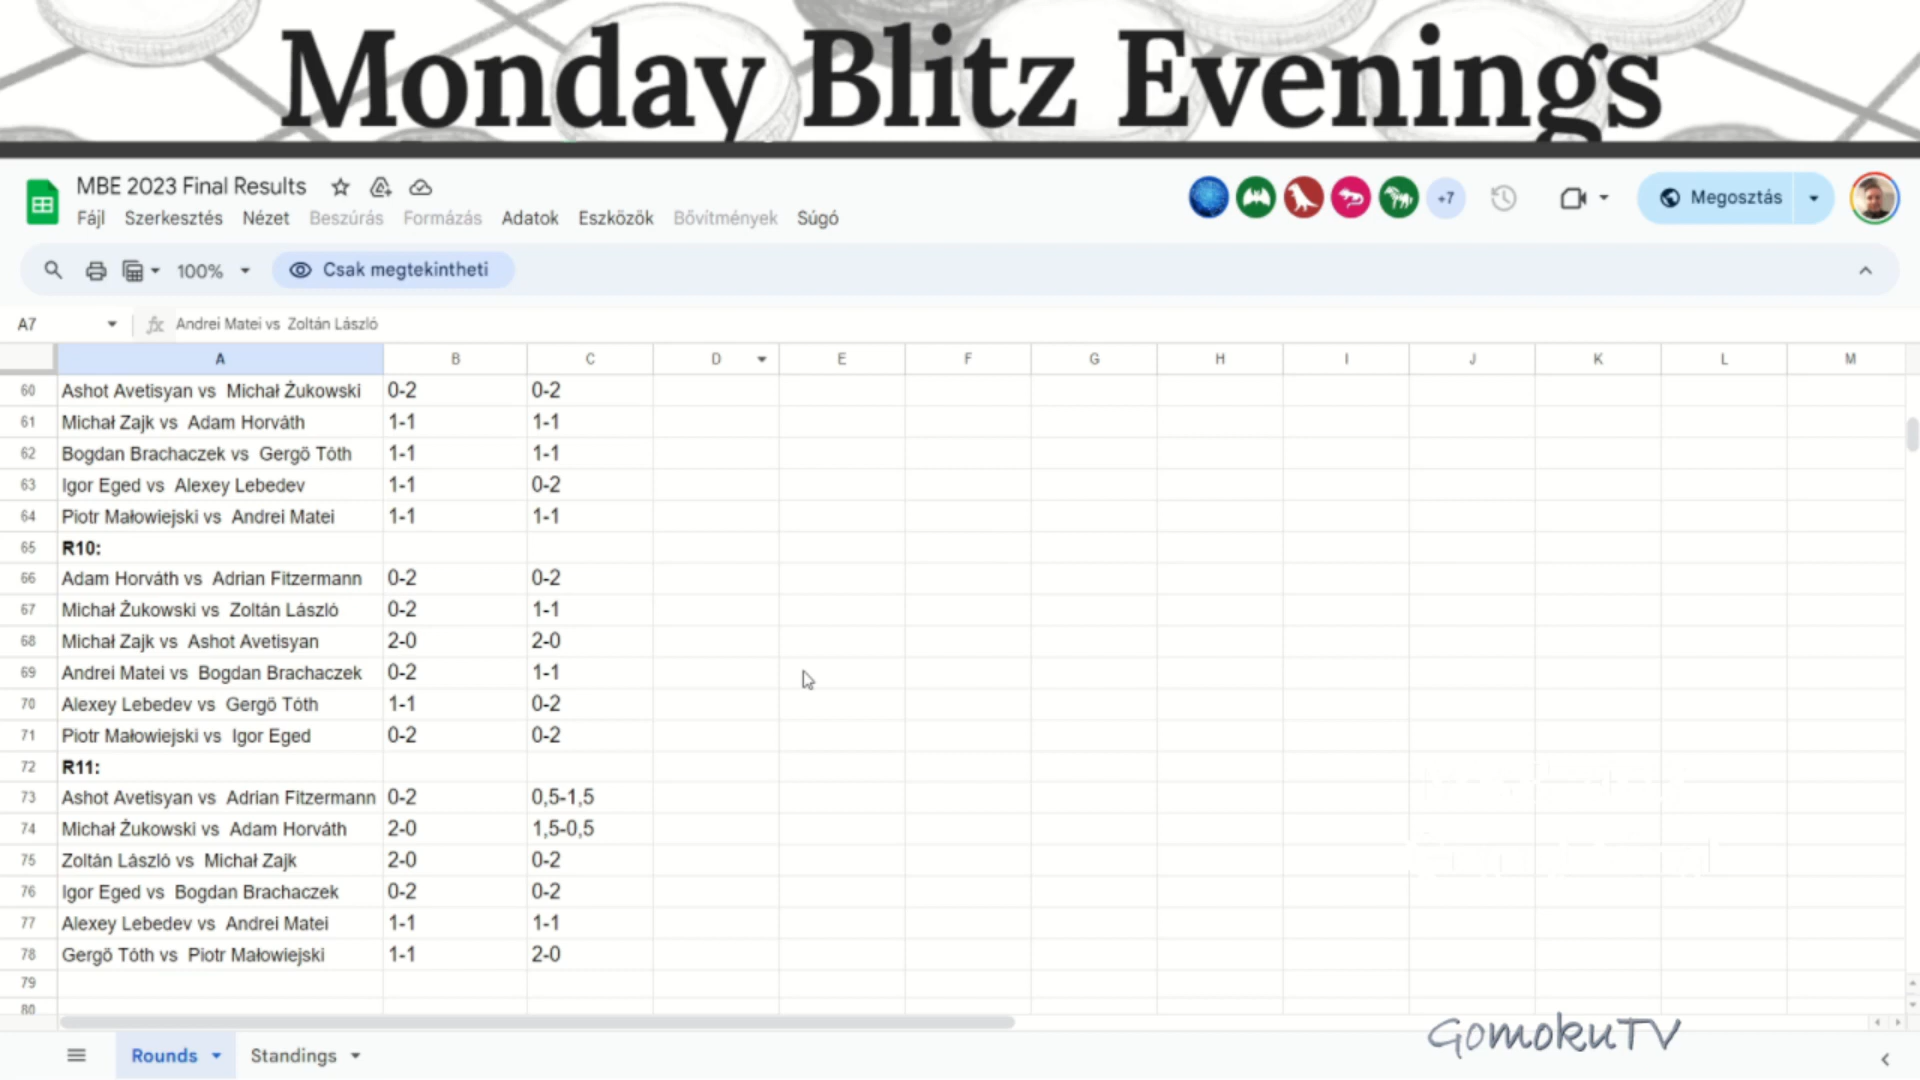 Monday Blitz Evenings
MBE 2023 Final Results
Fájl Szerkesztés Nézet Beszúrás Formázás Adatok Eszközök Bővítmények Súgó
+7
Megosztás
100% Csak megtekintheti
A7 fx Andrei Matei vs Zoltán László
A B C D E F G H I J K L M
60 Ashot Avetisyan vs Michał Żukowski 0-2 0-2
61 Michał Zajk vs Adam Horváth 1-1 1-1
62 Bogdan Brachaczek vs Gergö Tóth 1-1 1-1
63 Igor Eged vs Alexey Lebedev 1-1 0-2
64 Piotr Małowiejski vs Andrei Matei 1-1 1-1
65 R10:
66 Adam Horváth vs Adrian Fitzermann 0-2 0-2
67 Michał Żukowski vs Zoltán László 0-2 1-1
68 Michał Zajk vs Ashot Avetisyan 2-0 2-0
69 Andrei Matei vs Bogdan Brachaczek 0-2 1-1
70 Alexey Lebedev vs Gergö Tóth 1-1 0-2
71 Piotr Małowiejski vs Igor Eged 0-2 0-2
72 R11:
73 Ashot Avetisyan vs Adrian Fitzermann 0-2 0,5-1,5
74 Michał Żukowski vs Adam Horváth 2-0 1,5-0,5
75 Zoltán László vs Michał Zajk 2-0 0-2
76 Igor Eged vs Bogdan Brachaczek 0-2 0-2
77 Alexey Lebedev vs Andrei Matei 1-1 1-1
78 Gergö Tóth vs Piotr Małowiejski 1-1 2-0
79
80
GomokuTV
Rounds Standings